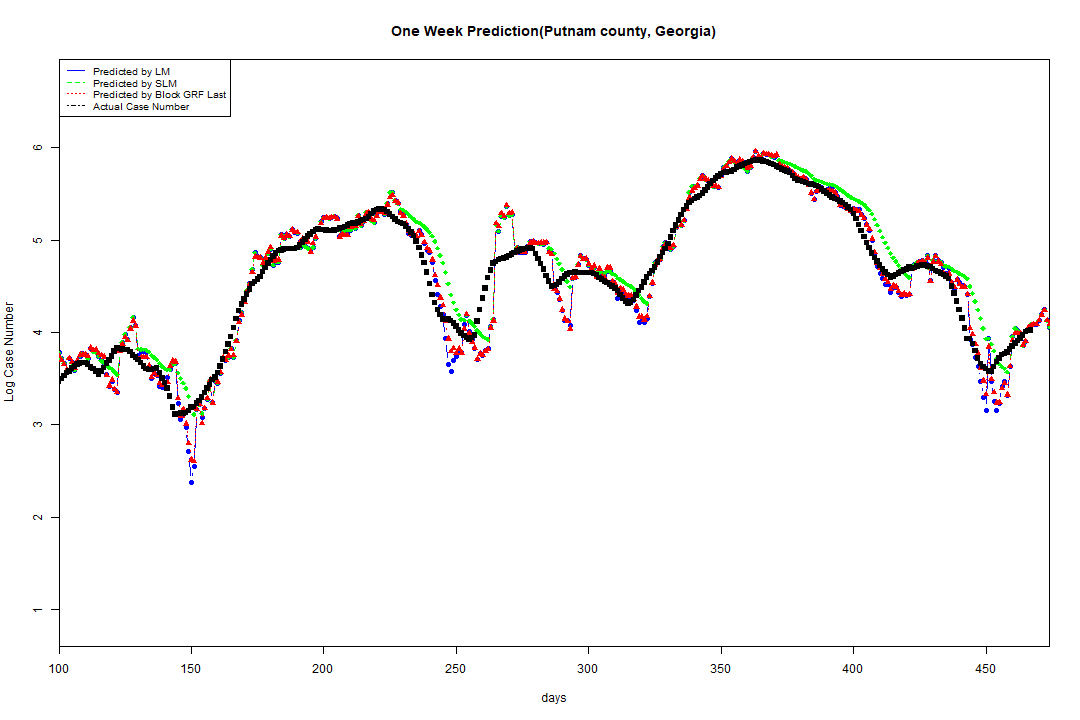 One Week Prediction(Putnam county, Georgia)
Predicted by LM
Predicted by SLM
Predicted by Block GRF Last
Actual Case Number
6
5
4
3
2
1
Log Case Number
100 150 200 250 300 350 400 450
days